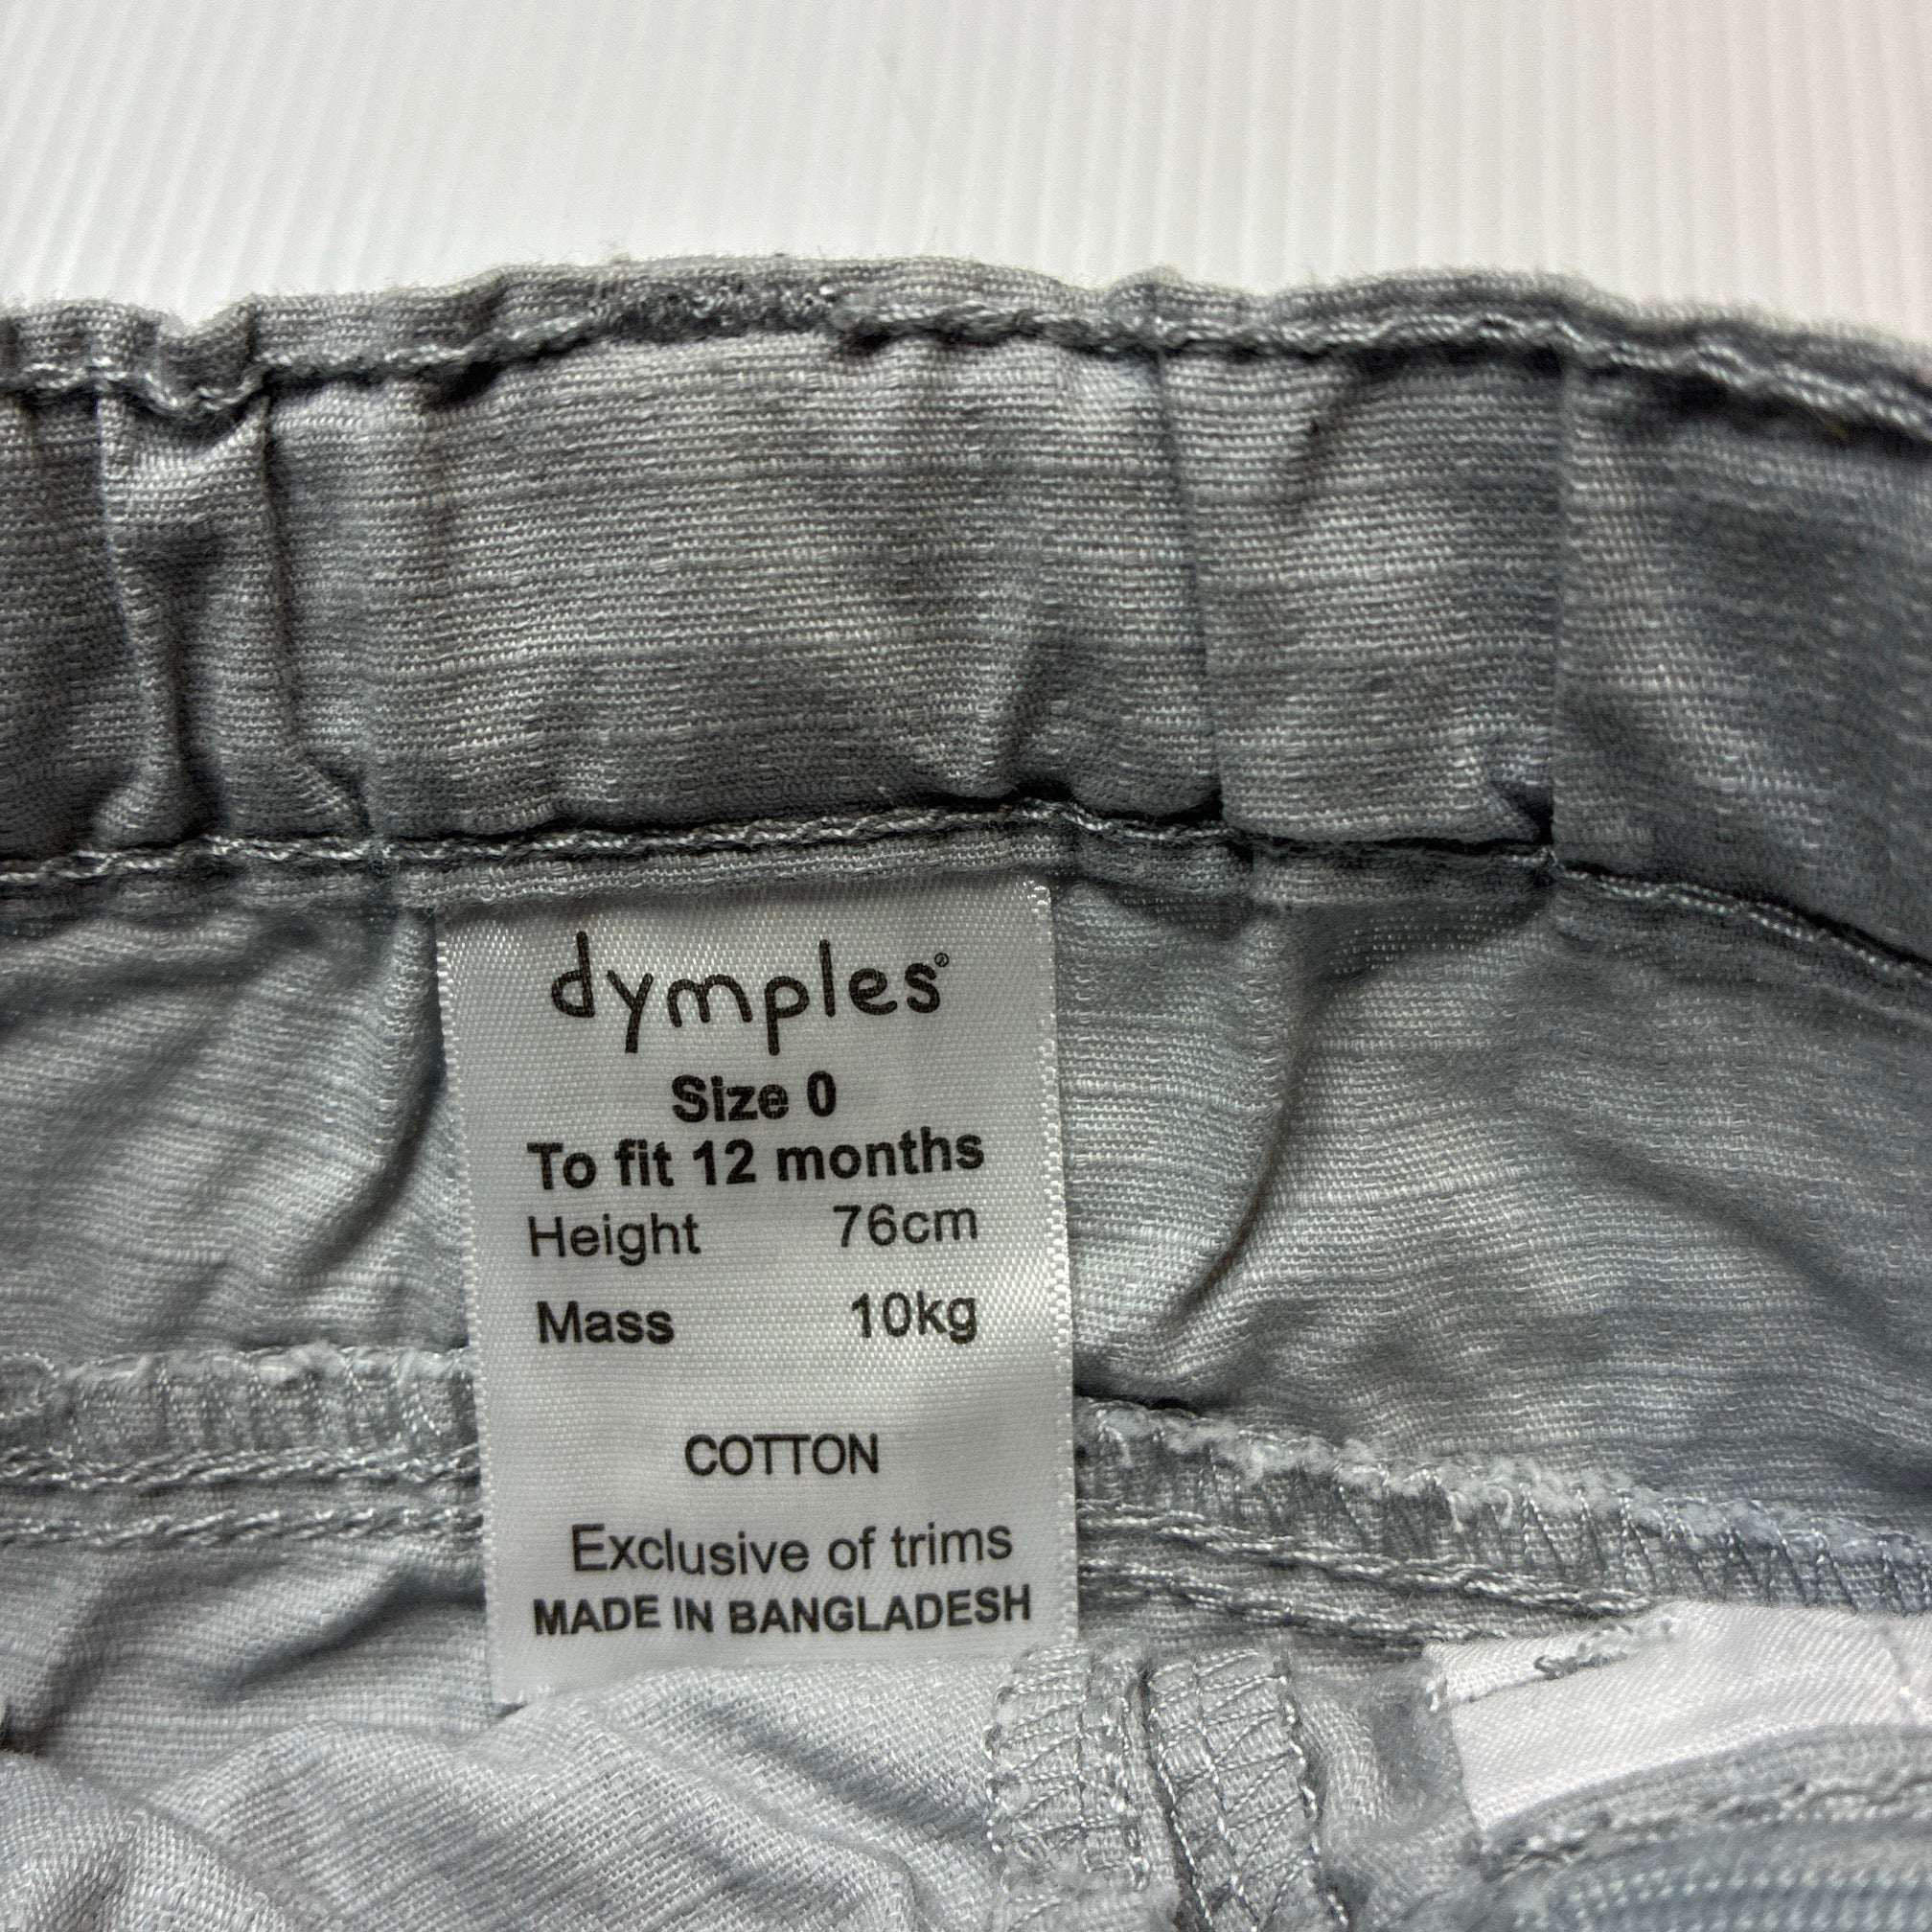 dymples®
Size 0
To fit 12 months
Height 76cm
Mass 10kg
COTTON
Exclusive of trims
MADE IN BANGLADESH